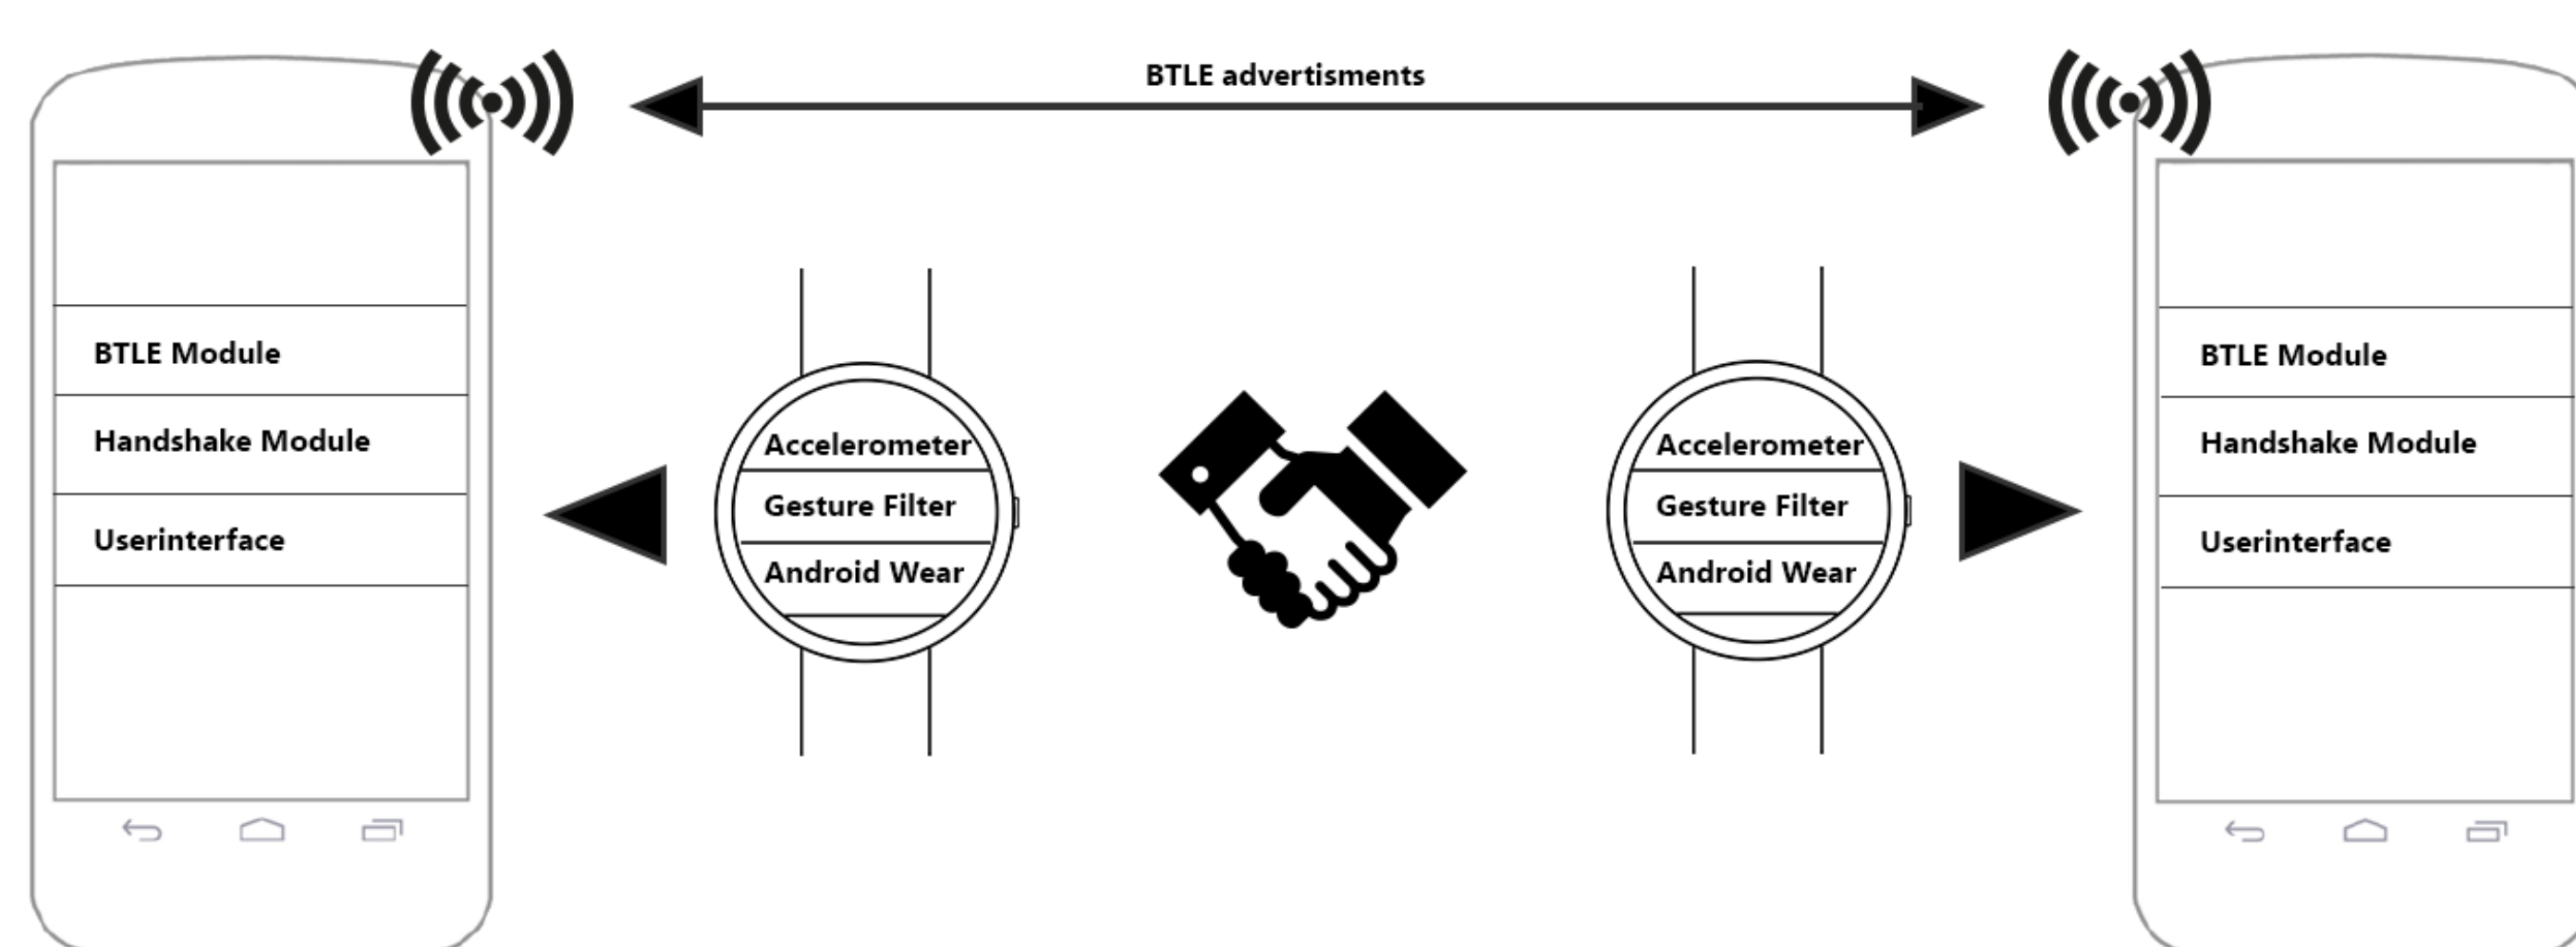 BTLE advertisments
BTLE Module
Handshake Module
Userinterface
Accelerometer
Gesture Filter
Android Wear
Accelerometer
Gesture Filter
Android Wear
BTLE Module
Handshake Module
Userinterface